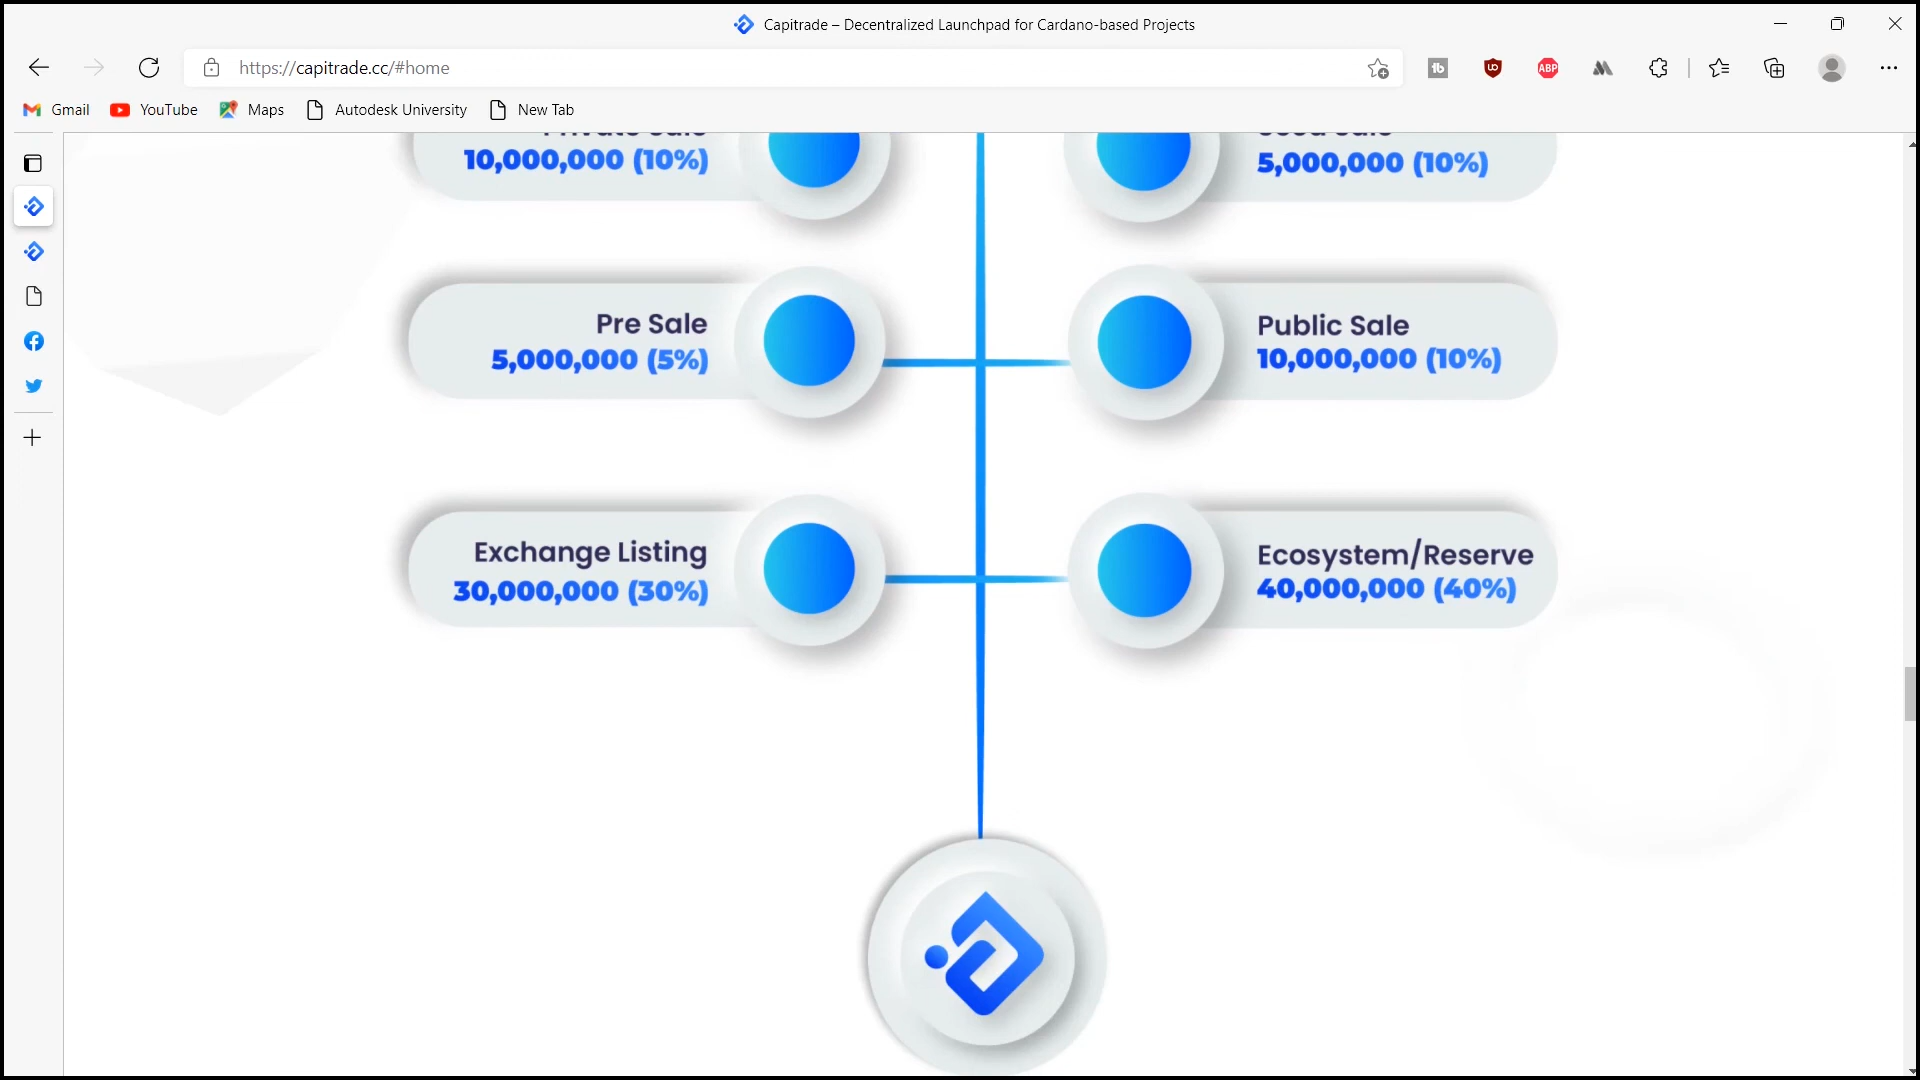 Capitrade – Decentralized Launchpad for Cardano-based Projects
https://capitrade.cc/#home
ABP
Gmail
YouTube
Maps
Autodesk University
New Tab
Private Sale
10,000,000 (10%)
Seed Sale
5,000,000 (10%)
Pre Sale
5,000,000 (5%)
Public Sale
10,000,000 (10%)
Exchange Listing
30,000,000 (30%)
Ecosystem/Reserve
40,000,000 (40%)